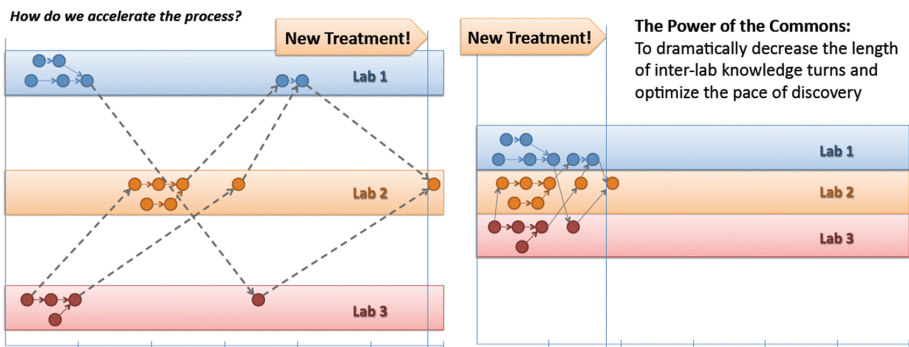 How do we accelerate the process?
New Treatment!
Lab 1
Lab 2
Lab 3
New Treatment!
The Power of the Commons:
To dramatically decrease the length
of inter-lab knowledge turns and
optimize the pace of discovery
Lab 1
Lab 2
Lab 3